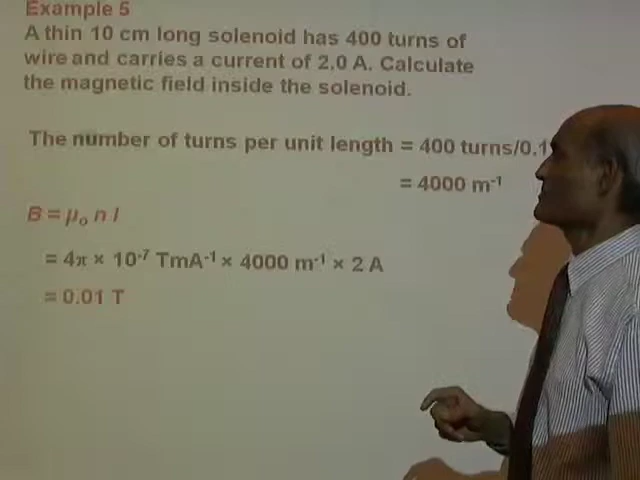 Example 5
A thin 10 cm long solenoid has 400 turns of
wire and carries a current of 2.0 A. Calculate
the magnetic field inside the solenoid.
The number of turns per unit length = 400 turns/0.1
= 4000 m⁻¹
B = μₒ n I
= 4π × 10⁻⁷ TmA⁻¹ × 4000 m⁻¹ × 2 A
= 0.01 T